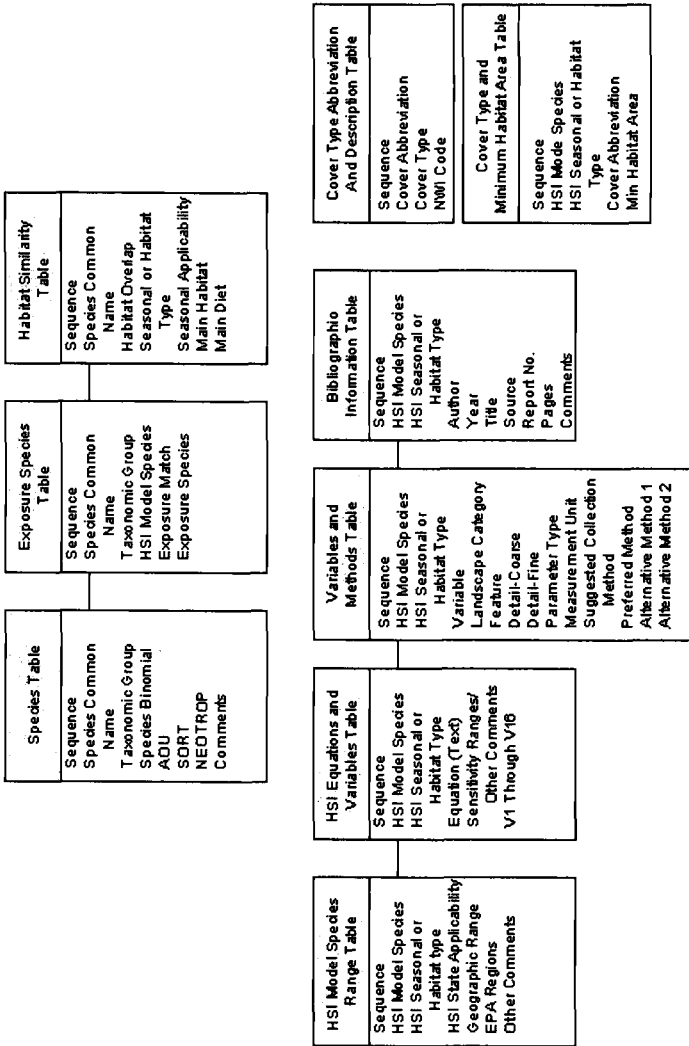 Species Table
Sequence
Species Common
Name
Taxonomic Group
Species Binomial
AOU
SORT
NEOTROP
Comments
Exposure Species
Table
Sequence
Species Common
Name
Taxonomic Group
HSI Model Species
Exposure Match
Exposure Species
Habitat Similarity
Table
Sequence
Species Common
Name
Habitat Overlap
Seasonal or Habitat
Type
Seasonal Applicability
Main Habitat
Main Diet
HSI Model Species
Range Table
Sequence
HSI Model Species
HSI Seasonal or
Habitat type
HSI State Applicability
Geographic Range
EPA Regions
Other Comments
HSI Equations and
Variables Table
Sequence
HSI Model Species
HSI Seasonal or
Habitat Type
Equation (Text)
Sensitivity Ranges/
Other Comments
V1 Through V16
Variables and
Methods Table
Sequence
HSI Model Species
HSI Seasonal or
Habitat Type
Variable
Landscape Category
Feature
Detail-Coarse
Detail-Fine
Parameter Type
Measurement Unit
Suggested Collection
Method
Preferred Method
Alternative Method 1
Alternative Method 2
Bibliographic
Information Table
Sequence
HSI Model Species
HSI Seasonal or
Habitat Type
Author
Year
Title
Source
Report No.
Pages
Comments
Cover Type Abbreviation
And Description Table
Sequence
Cover Abbreviation
Cover Type
NWI Code
Cover Type and
Minimum Habitat Area Table
Sequence
HSI Mode Species
HSI Seasonal or Habitat
Type
Cover Abbreviation
Min Habitat Area